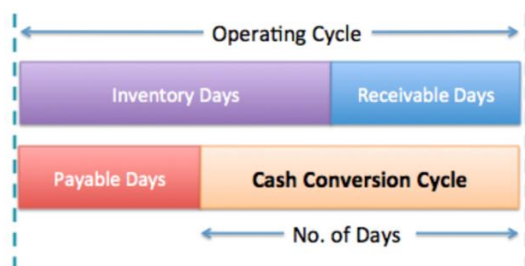 Operating Cycle
Inventory Days Receivable Days
Payable Days Cash Conversion Cycle
No. of Days